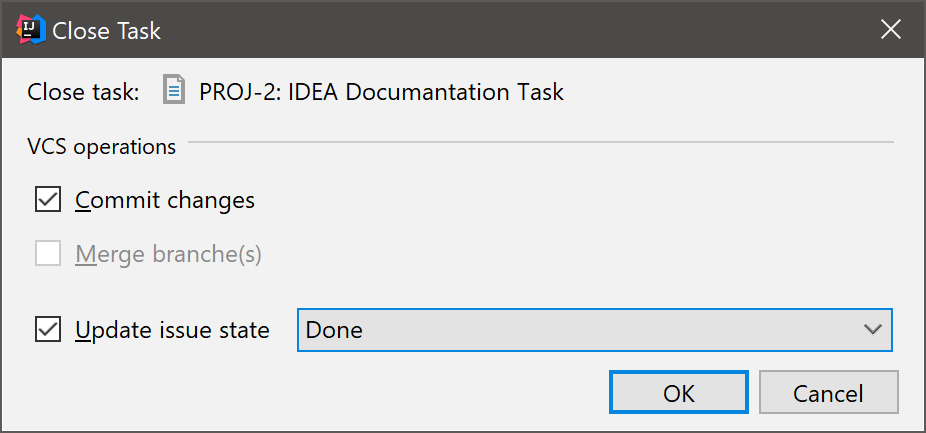 IJ
Close Task
Close task: PROJ-2: IDEA Documantation Task
VCS operations
Commit changes
Merge branche(s)
Update issue state Done
OK Cancel